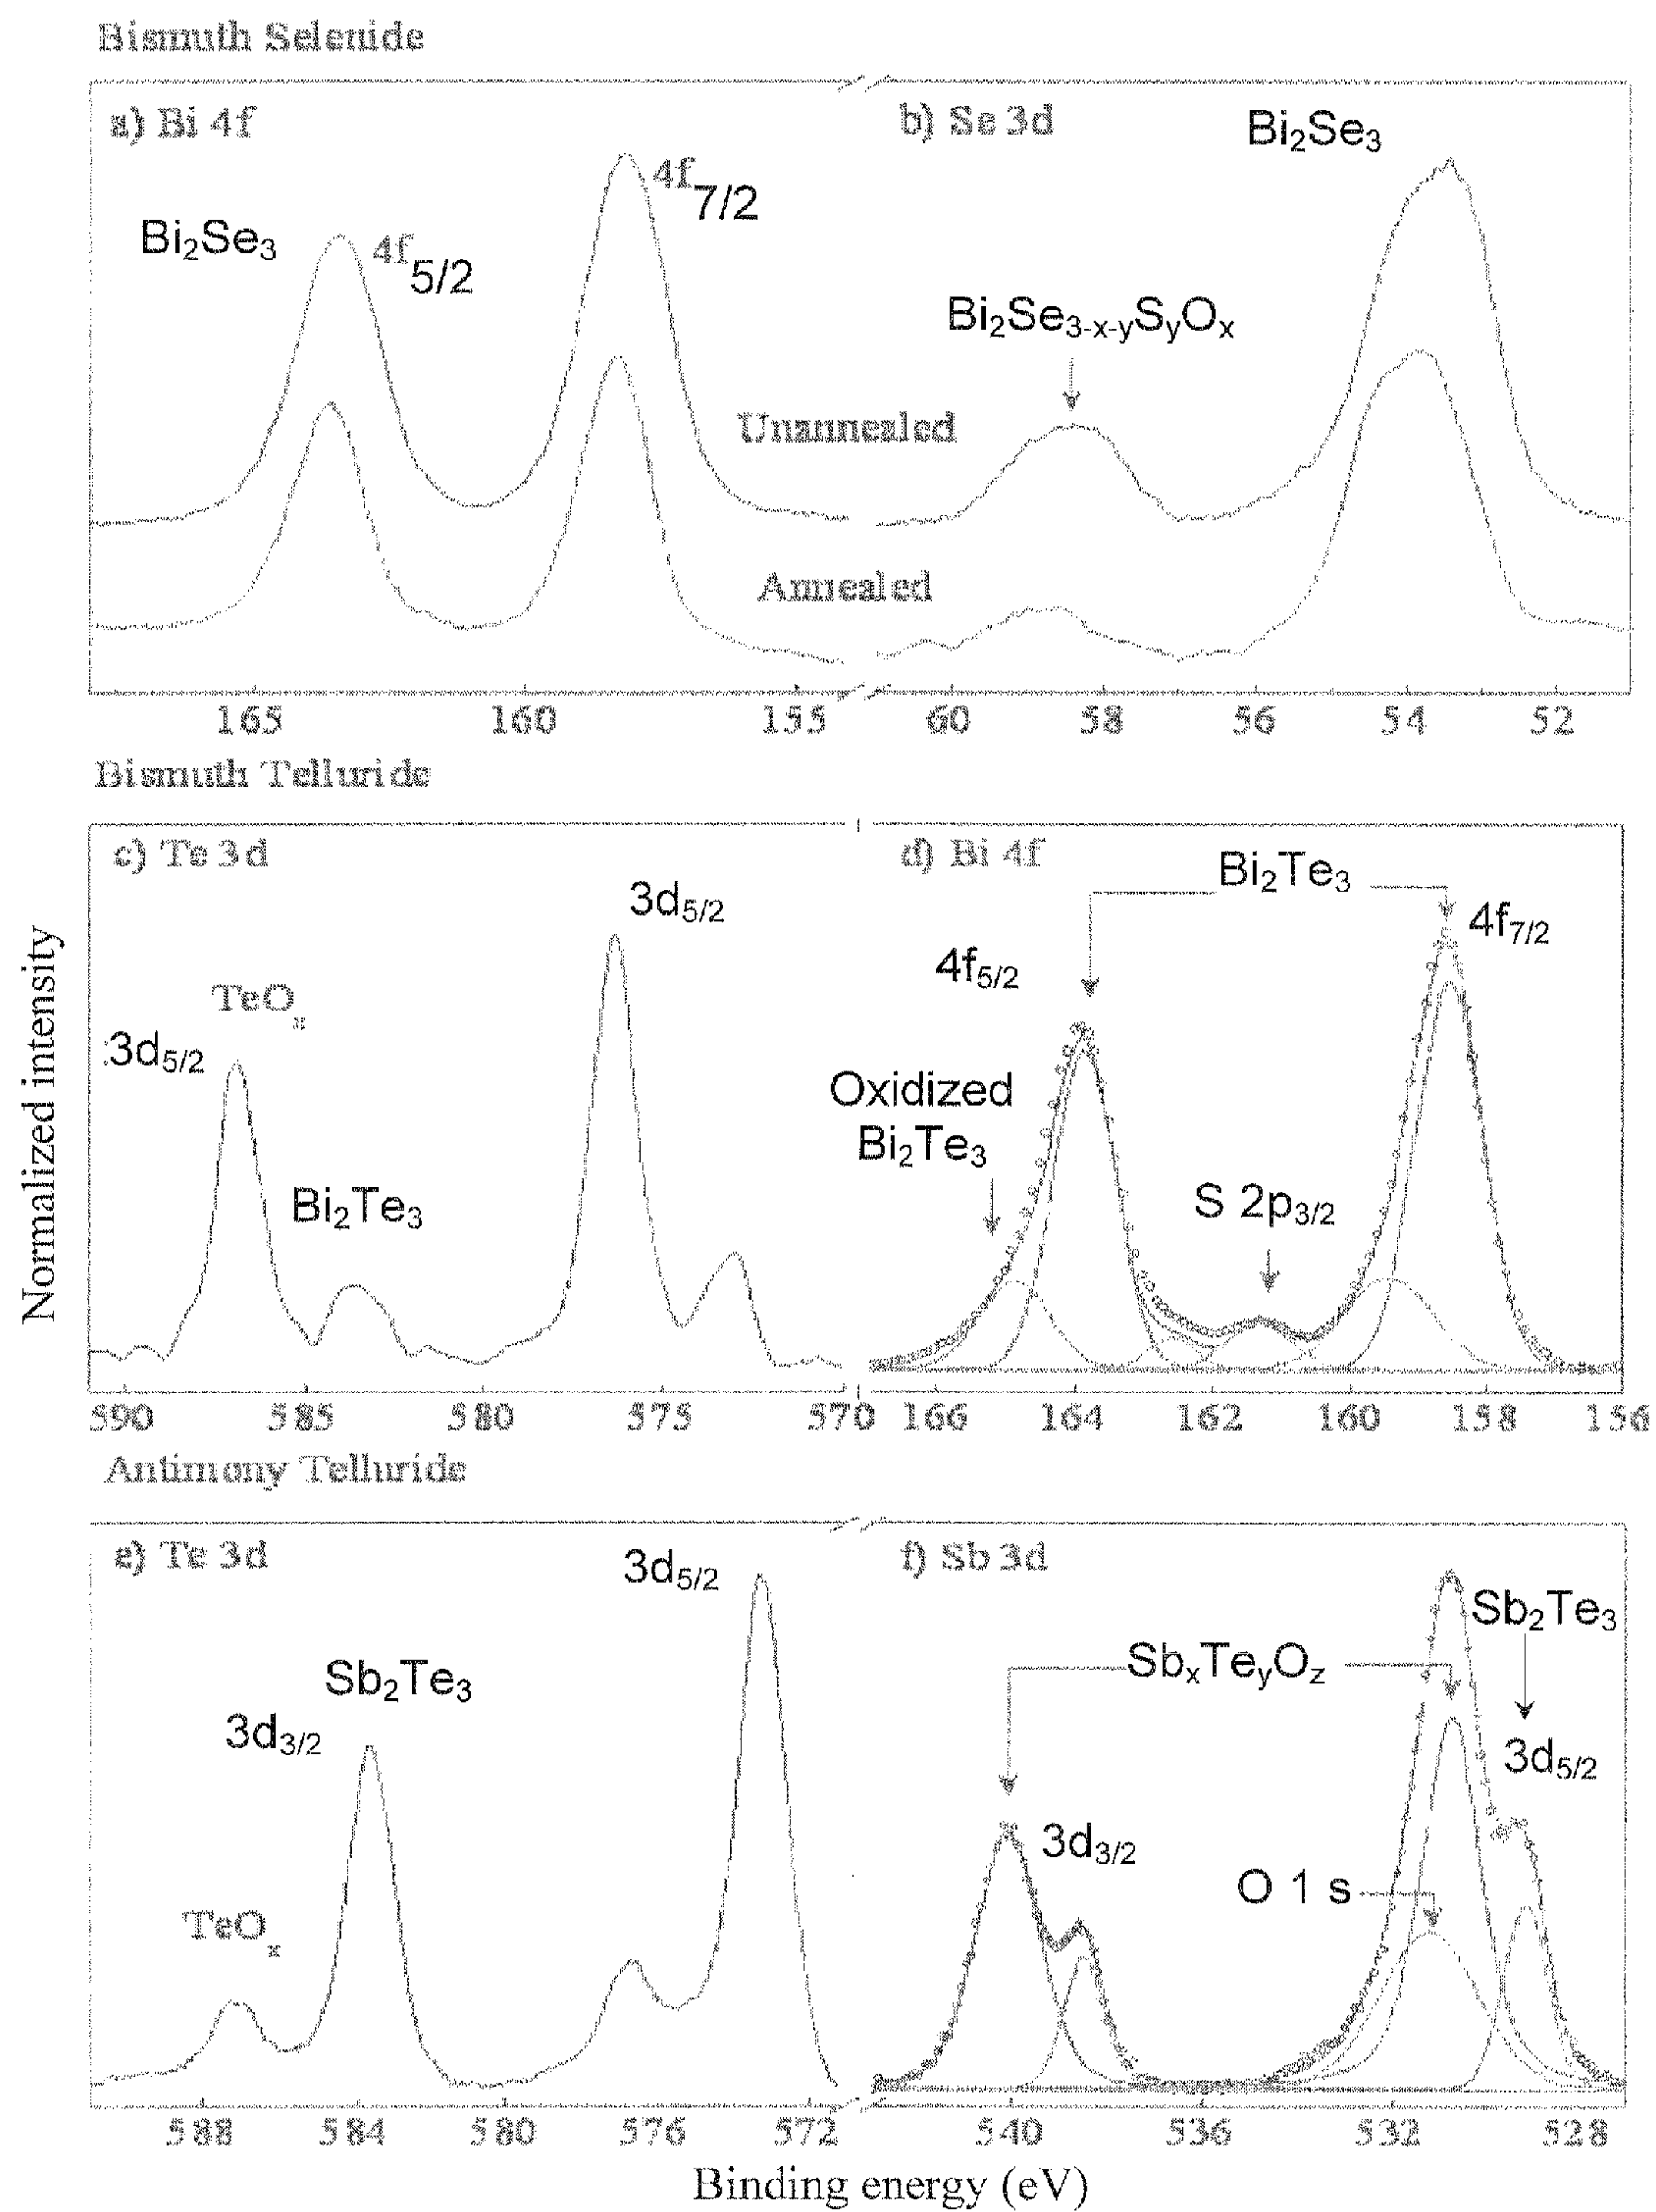 Bismuth Selenide
a) Bi 4f
b) Se 3d
Bi₂Se₃
4f 7/2
Bi₂Se₃
4f 5/2
Bi₂Se₃₋ₓ₋ySyOₓ
Unannealed
Annealed
165 160 155 60 58 56 54 52
Bismuth Telluride
c) Te 3d
d) Bi 4f
Bi₂Te₃
3d₅/₂
4f₇/₂
4f₅/₂
TeOₓ
:3d₅/₂
Oxidized
Bi₂Te₃
Bi₂Te₃
S 2p₃/₂
Normalized intensity
590 585 580 575 570 166 164 162 160 158 156
Antimony Telluride
e) Te 3d
3d₅/₂
f) Sb 3d
Sb₂Te₃
SbₓTeyOz
Sb₂Te₃
3d₃/₂
3d₅/₂
3d₃/₂
O 1 s
TeOₓ
588 584 580 576 572 540 536 532 528
Binding energy (eV)